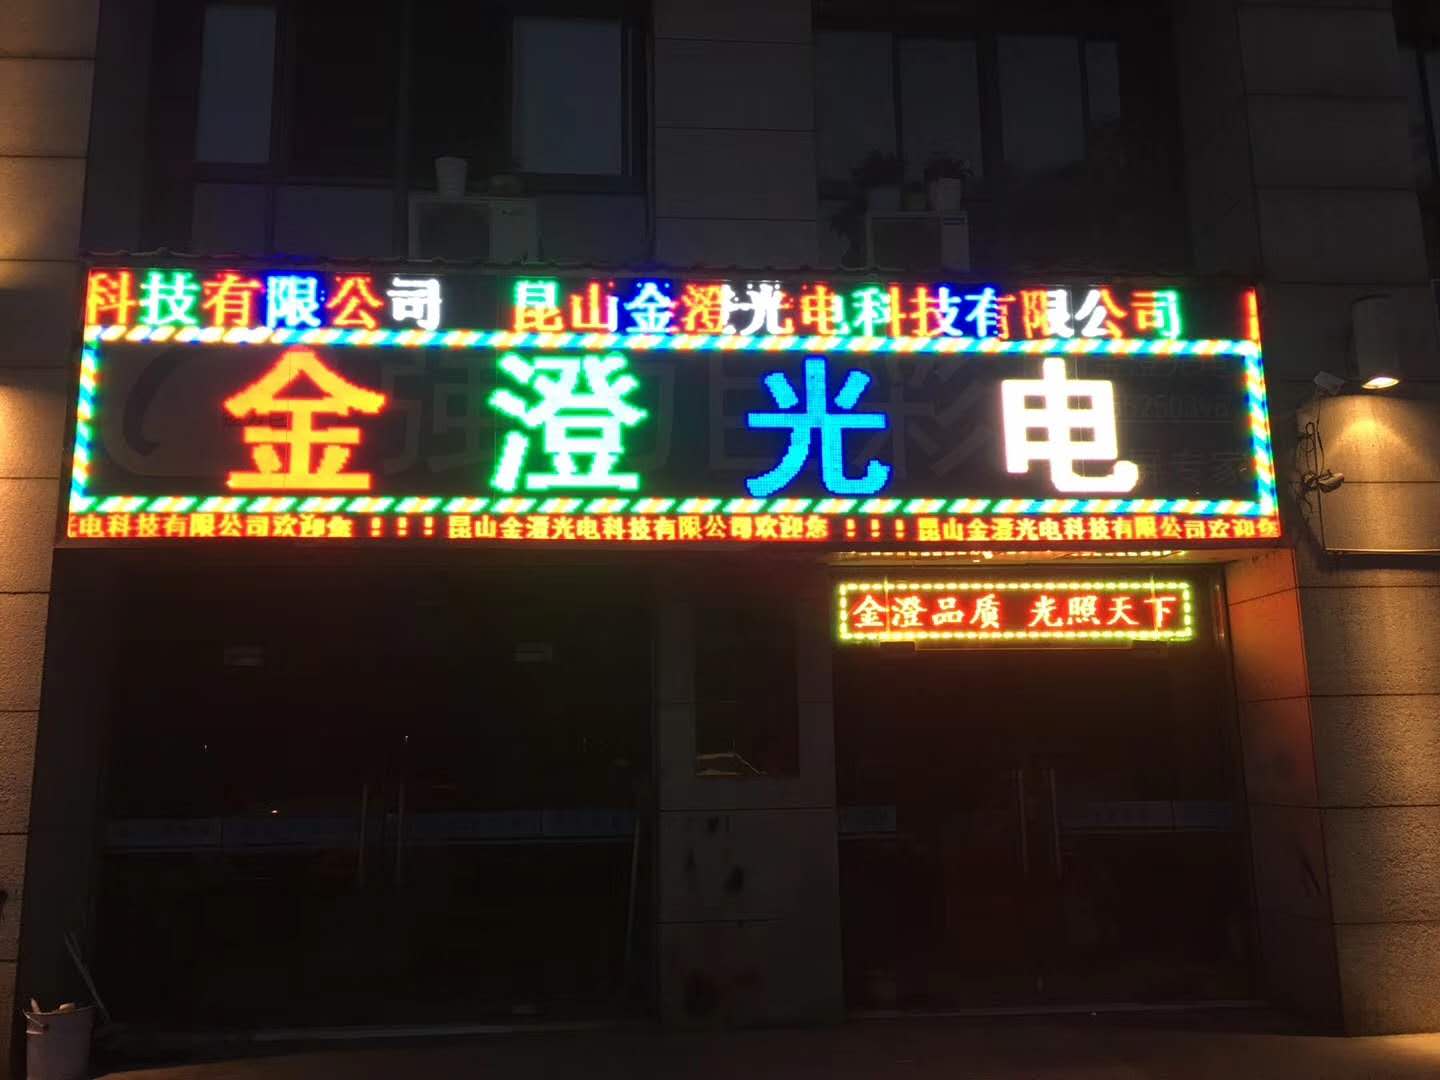 科技有限公司 昆山金澄光电科技有限公司
金澄光电
光电科技有限公司欢迎您！！！昆山金澄光电科技有限公司欢迎您！！！昆山金澄光电科技有限公司欢迎您
金澄品质 光照天下